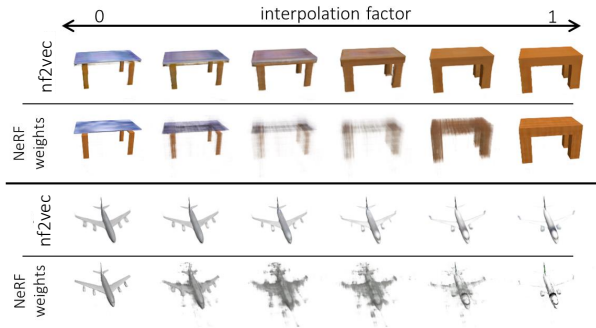 interpolation factor
0 1
nf2vec
NeRF
weights
nf2vec
NeRF
weights